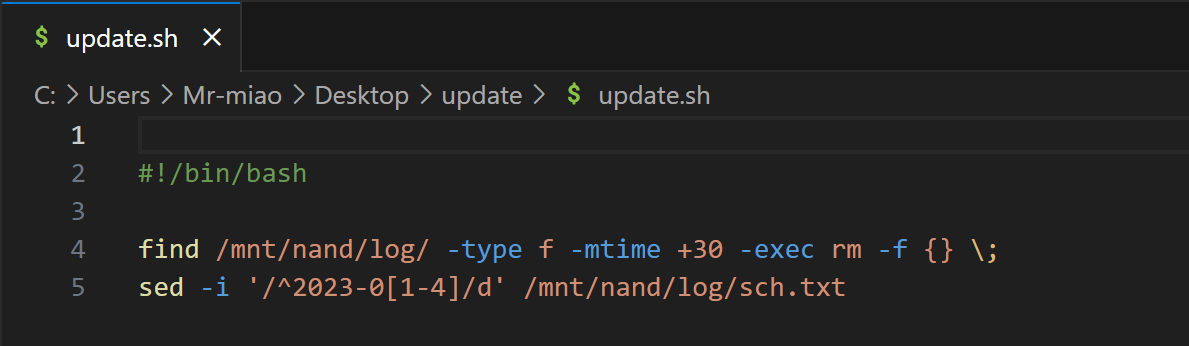 $ update.sh ×
C: > Users > Mr-miao > Desktop > update > $ update.sh
1
2 #!/bin/bash
3
4 find /mnt/nand/log/ -type f -mtime +30 -exec rm -f {} \;
5 sed -i '/^2023-0[1-4]/d' /mnt/nand/log/sch.txt